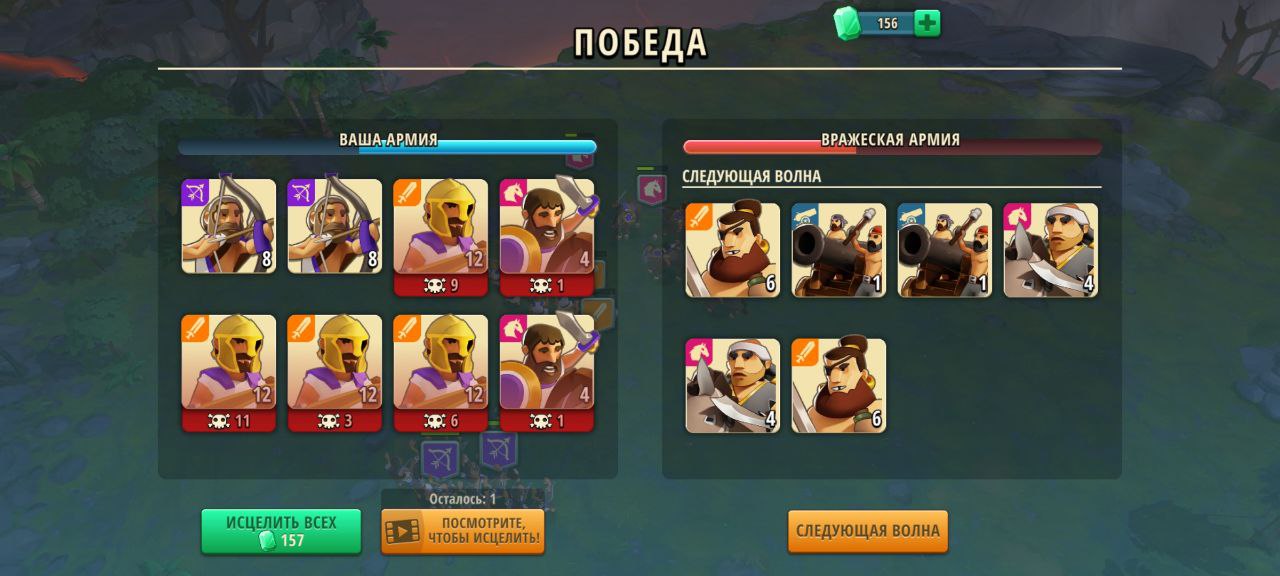 156
ПОБЕДА
ВАША АРМИЯ
ВРАЖЕСКАЯ АРМИЯ
СЛЕДУЮЩАЯ ВОЛНА
8
8
12
4
9
1
6
1
1
4
12
12
12
4
11
3
6
1
4
6
Осталось: 1
ИСЦЕЛИТЬ ВСЕХ
157
ПОСМОТРИТЕ,
ЧТОБЫ ИСЦЕЛИТЬ!
СЛЕДУЮЩАЯ ВОЛНА